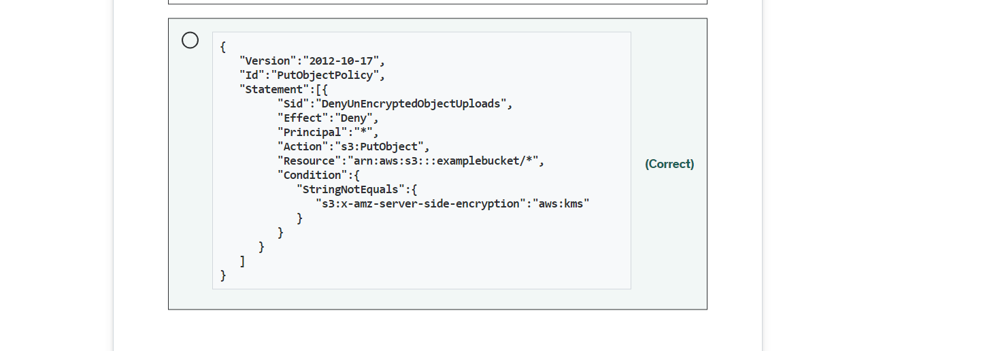 {
"Version":"2012-10-17",
"Id":"PutObjectPolicy",
"Statement":[{
"Sid":"DenyUnEncryptedObjectUploads",
"Effect":"Deny",
"Principal":"*",
"Action":"s3:PutObject",
"Resource":"arn:aws:s3:::examplebucket/*",
"Condition":{
"StringNotEquals":{
"s3:x-amz-server-side-encryption":"aws:kms"
}
}
}
]
}
(Correct)